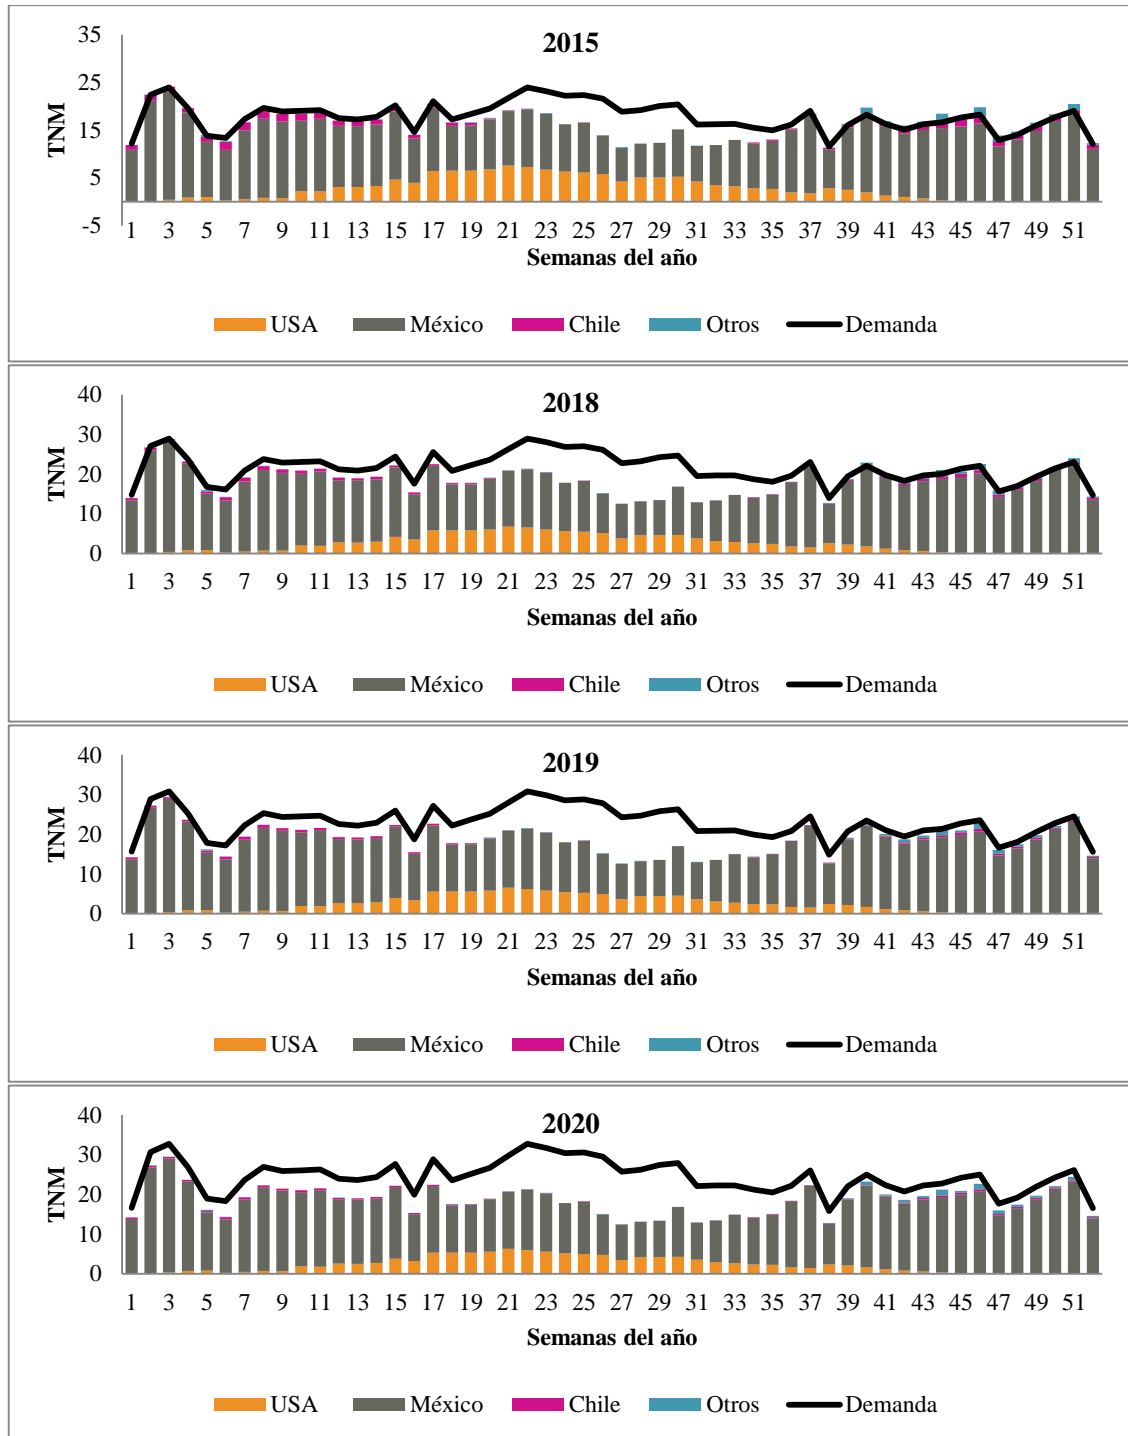 2015
35
25
15
5
-5
TNM
1 3 5 7 9 11 13 15 17 19 21 23 25 27 29 31 33 35 37 39 41 43 45 47 49 51
Semanas del año
USA México Chile Otros Demanda
2018
40
30
20
10
0
TNM
1 3 5 7 9 11 13 15 17 19 21 23 25 27 29 31 33 35 37 39 41 43 45 47 49 51
Semanas del año
USA México Chile Otros Demanda
2019
40
30
20
10
0
TNM
1 3 5 7 9 11 13 15 17 19 21 23 25 27 29 31 33 35 37 39 41 43 45 47 49 51
Semanas del año
USA México Chile Otros Demanda
2020
40
30
20
10
0
TNM
1 3 5 7 9 11 13 15 17 19 21 23 25 27 29 31 33 35 37 39 41 43 45 47 49 51
Semanas del año
USA México Chile Otros Demanda